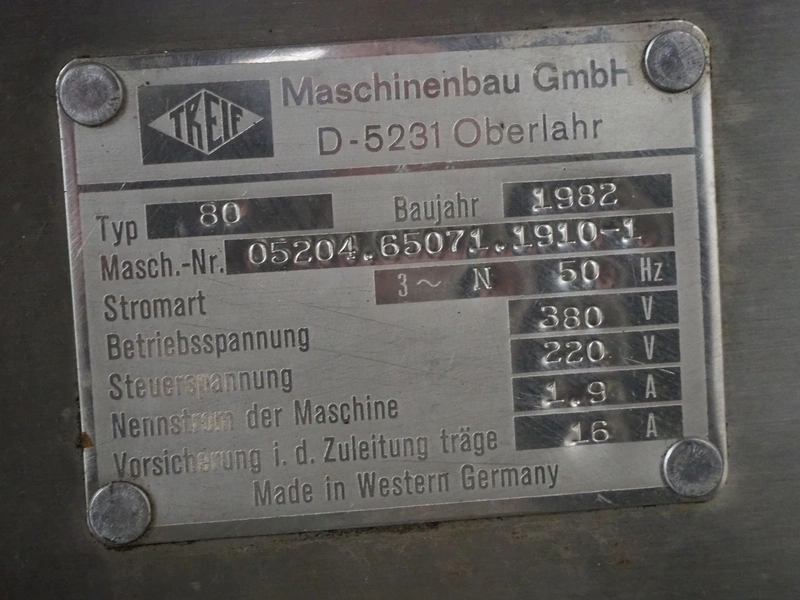 TREIF Maschinenbau GmbH
D-5231 Oberlahr
Typ 80 Baujahr 1982
Masch.-Nr. 05204.65071.1910-1
Stromart 3~ N 50 Hz
Betriebsspannung 380 V
Steuerspannung 220 V
Nennstrom der Maschine 1.9 A
Vorsicherung i. d. Zuleitung träge 16 A
Made in Western Germany